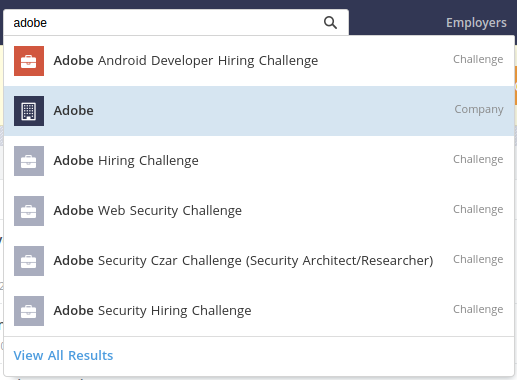 adobe
Employers
Adobe Android Developer Hiring Challenge Challenge
Adobe Company
Adobe Hiring Challenge Challenge
Adobe Web Security Challenge Challenge
Adobe Security Czar Challenge (Security Architect/Researcher) Challenge
Adobe Security Hiring Challenge Challenge
View All Results